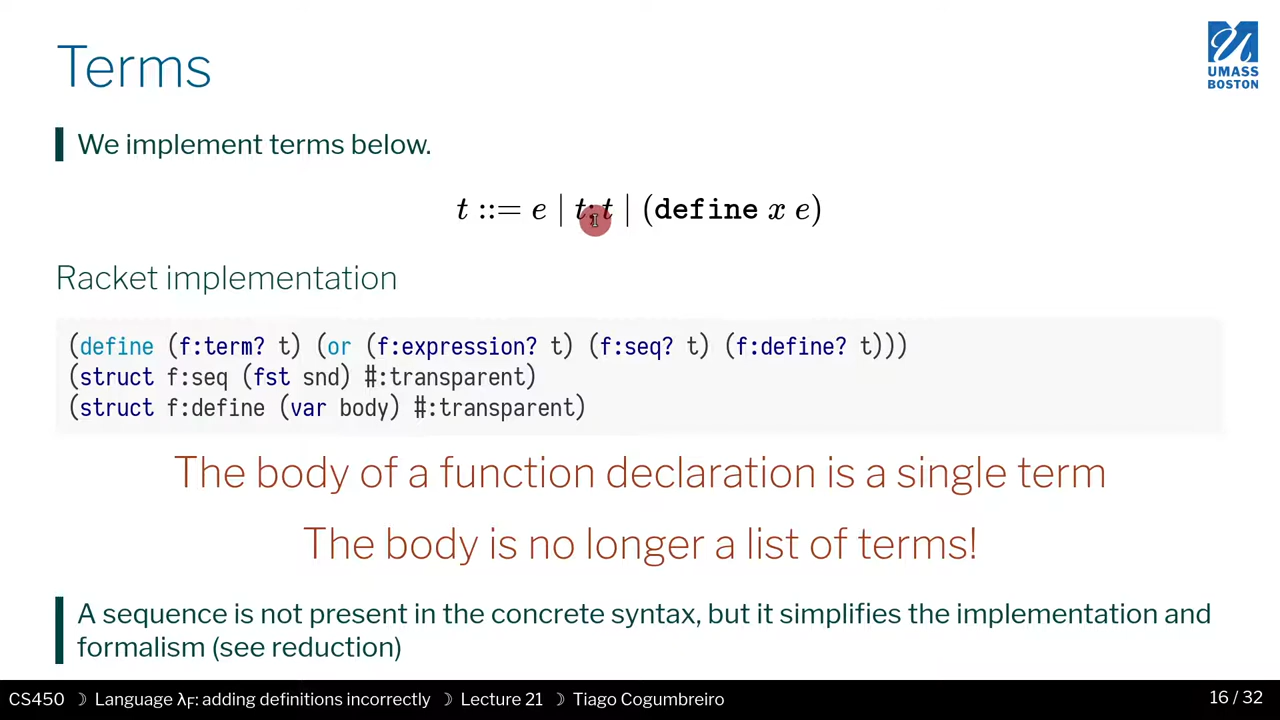 Terms
UMASS
BOSTON
We implement terms below.
t ::= e | t; t | (define x e)
Racket implementation
(define (f:term? t) (or (f:expression? t) (f:seq? t) (f:define? t)))
(struct f:seq (fst snd) #:transparent)
(struct f:define (var body) #:transparent)
The body of a function declaration is a single term
The body is no longer a list of terms!
A sequence is not present in the concrete syntax, but it simplifies the implementation and
formalism (see reduction)
CS450 ☽ Language λF: adding definitions incorrectly ☽ Lecture 21 ☽ Tiago Cogumbreiro
16 / 32